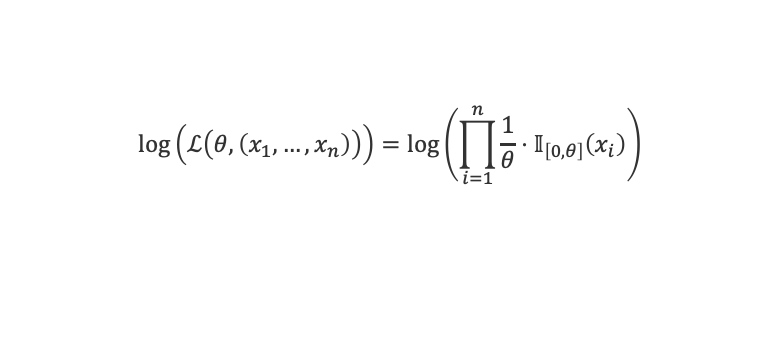 log(ℒ(θ, (x₁, …, xₙ))) = log(∏ᵢ₌₁ⁿ 1/θ · 𝕀[0,θ](xᵢ))